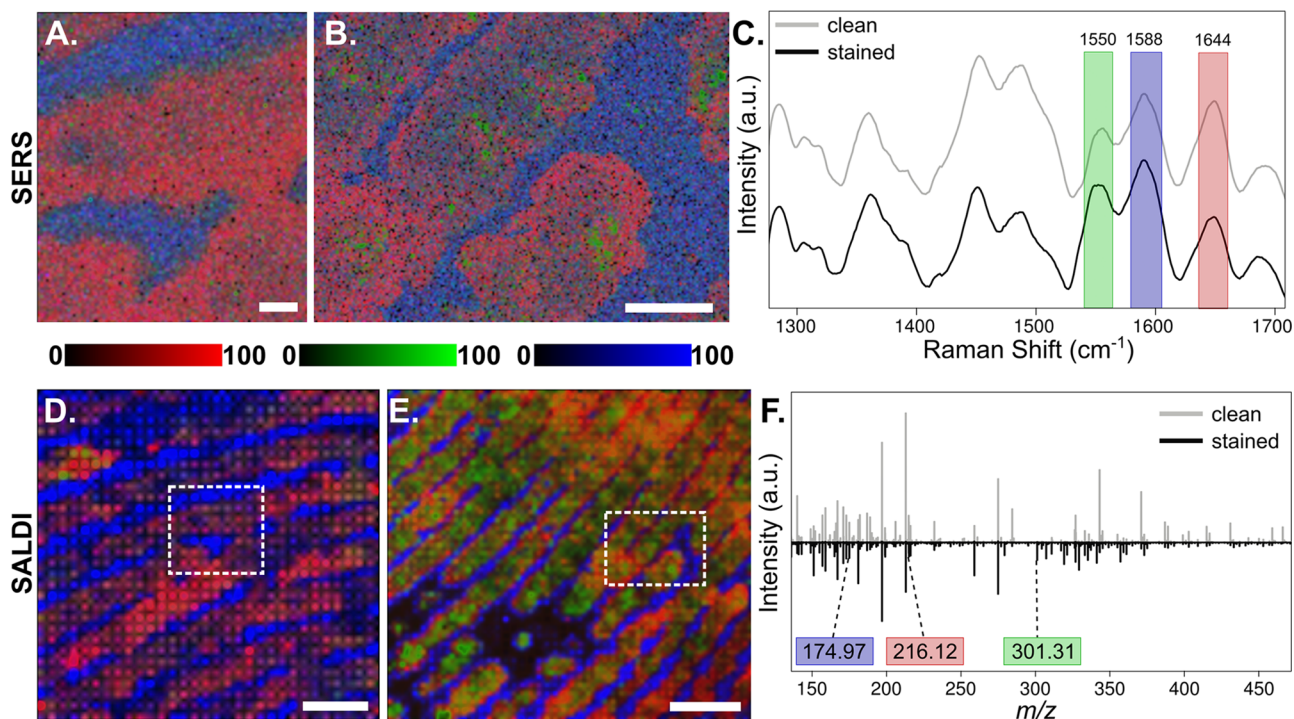 A.
B.
C.
clean
stained
1550
1588
1644
SERS
Intensity (a.u.)
1300
1400
1500
1600
1700
Raman Shift (cm-1)
0
100
0
100
0
100
D.
E.
F.
clean
stained
SALDI
Intensity (a.u.)
174.97
216.12
301.31
150
200
250
300
350
400
450
m/z